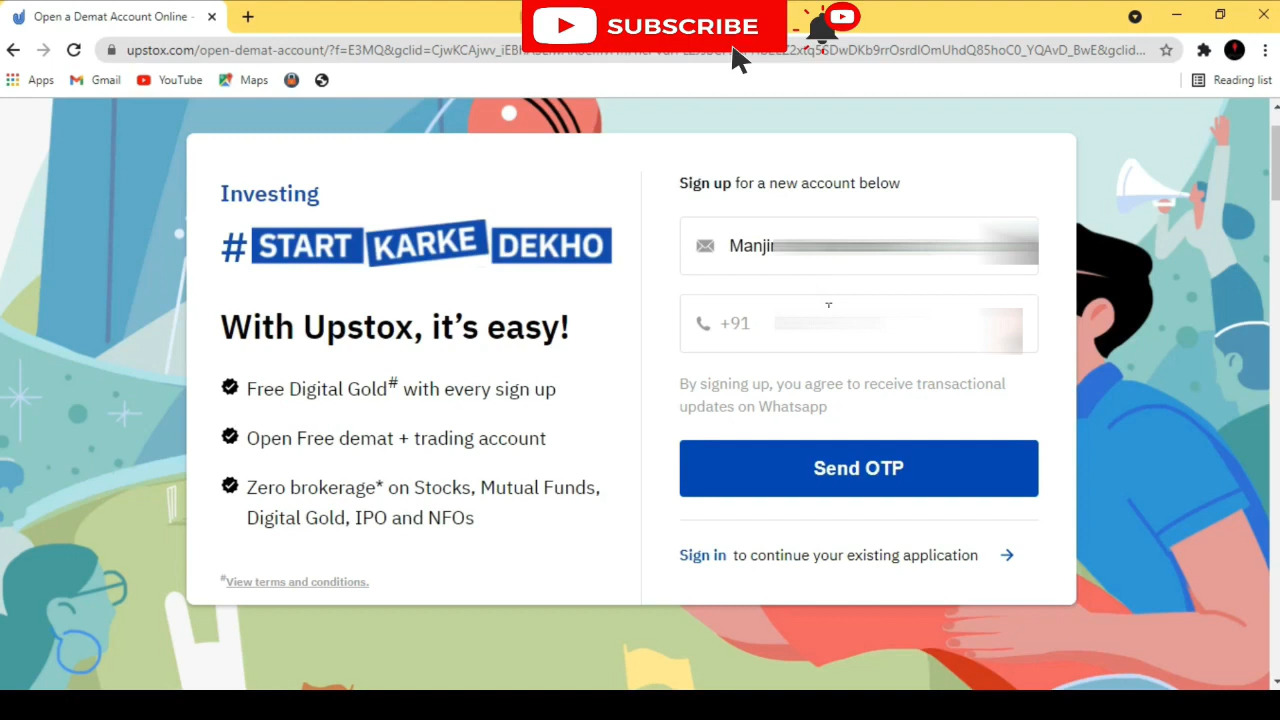 Open a Demat Account Online -
SUBSCRIBE
upstox.com/open-demat-account/?f=E3MQ&gclid=
Apps
Gmail
YouTube
Maps
Reading list
Investing
#START KARKE DEKHO
With Upstox, it's easy!
Free Digital Gold# with every sign up
Open Free demat + trading account
Zero brokerage* on Stocks, Mutual Funds,
Digital Gold, IPO and NFOs
#View terms and conditions.
Sign up for a new account below
+91
By signing up, you agree to receive transactional
updates on Whatsapp
Send OTP
Sign in to continue your existing application